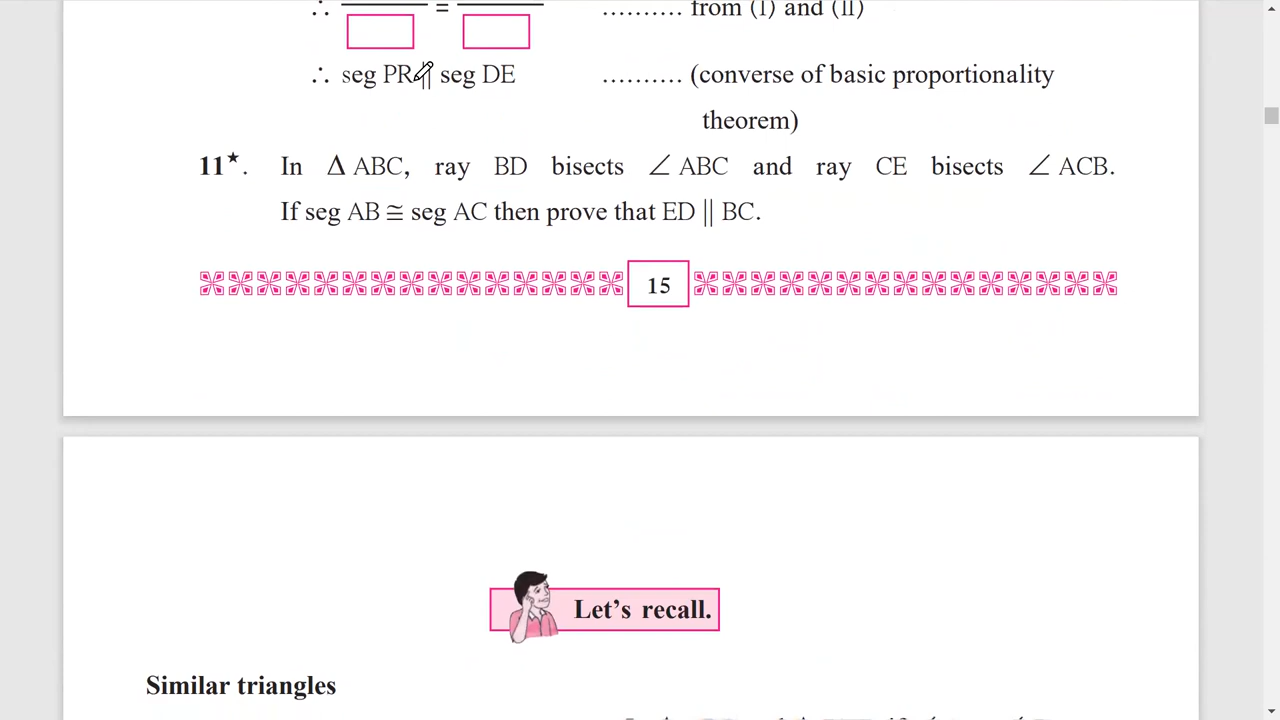 ∴ = .......... from (I) and (II)
∴ seg PR || seg DE .......... (converse of basic proportionality
theorem)
11★. In Δ ABC, ray BD bisects ∠ ABC and ray CE bisects ∠ ACB.
If seg AB ≅ seg AC then prove that ED || BC.
15
Let's recall.
Similar triangles